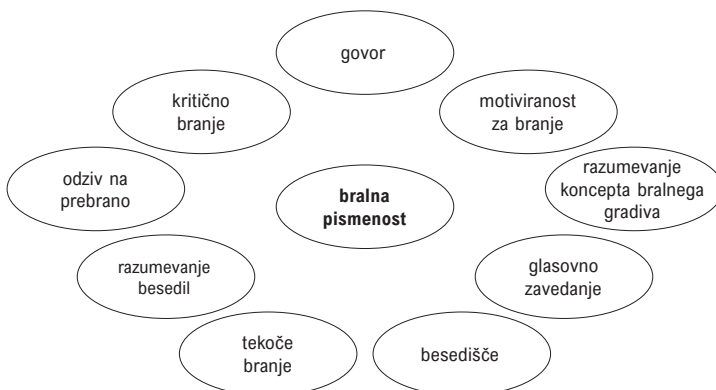 govor
kritično
branje
motiviranost
za branje
odziv na
prebrano
bralna
pismenost
razumevanje
koncepta bralnega
gradiva
razumevanje
besedil
glasovno
zavedanje
tekoče
branje
besedišče